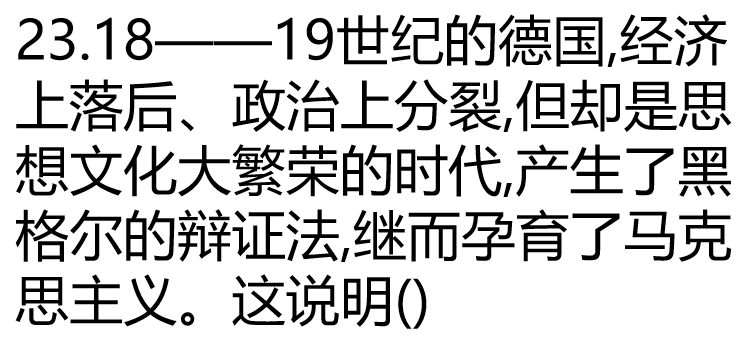 23.18——19世纪的德国,经济
上落后、政治上分裂,但却是思
想文化大繁荣的时代,产生了黑
格尔的辩证法,继而孕育了马克
思主义。这说明()